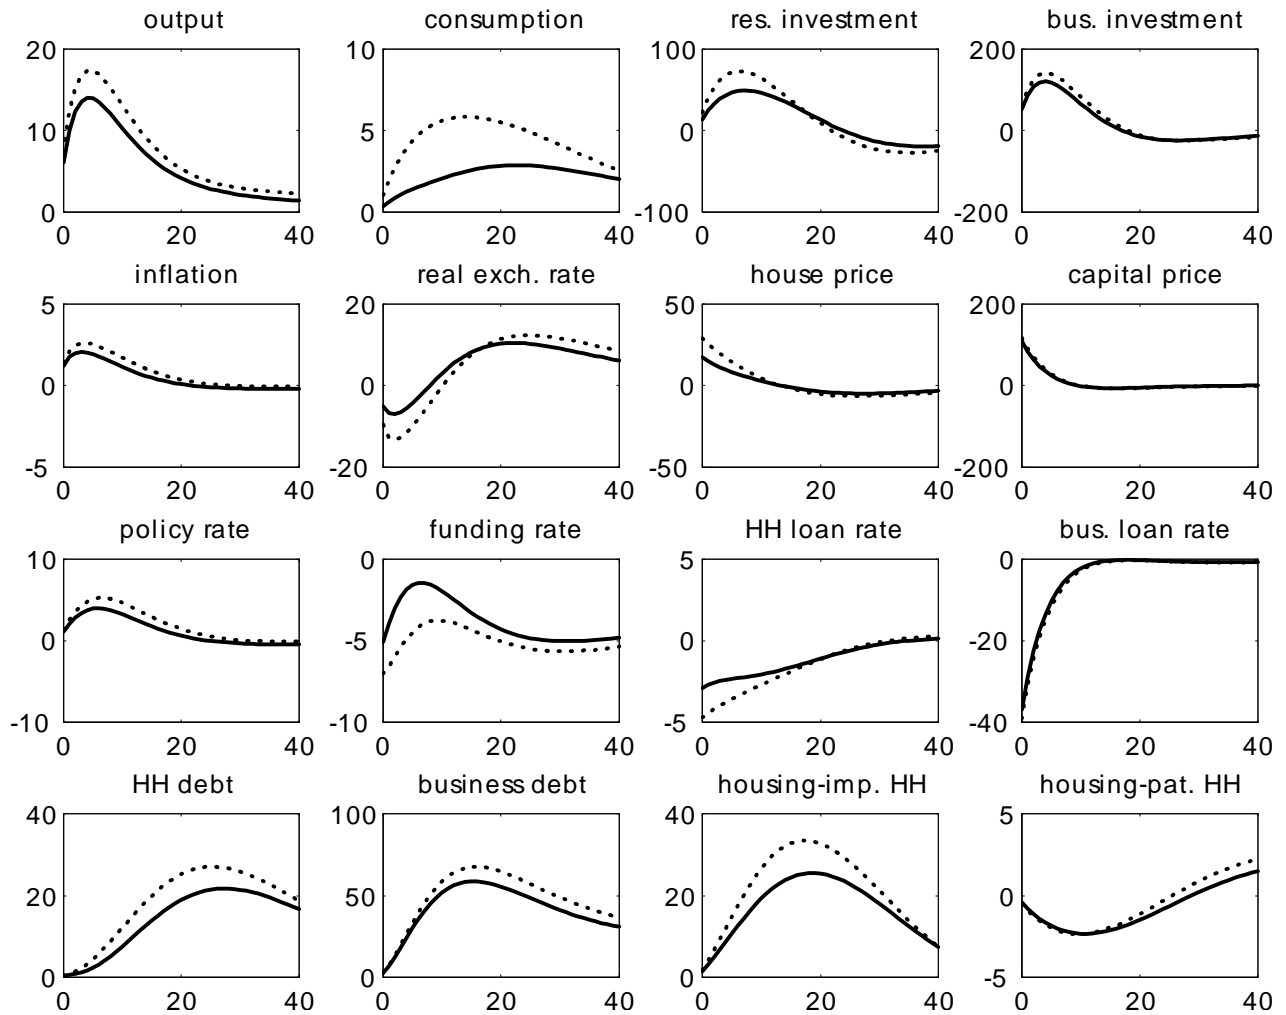 output consumption res. investment bus. investment
20 10 100 200
10 5 0 0
0 0 -100 -200
0 20 40 0 20 40 0 20 40 0 20 40
inflation real exch. rate house price capital price
5 20 50 200
0 0 0 0
-5 -20 -50 -200
0 20 40 0 20 40 0 20 40 0 20 40
policy rate funding rate HH loan rate bus. loan rate
10 0 5 0
0 -5 0 -20
-10 -10 -5 -40
0 20 40 0 20 40 0 20 40 0 20 40
HH debt business debt housing-imp. HH housing-pat. HH
40 100 40 5
20 50 20 0
0 0 0 -5
0 20 40 0 20 40 0 20 40 0 20 40